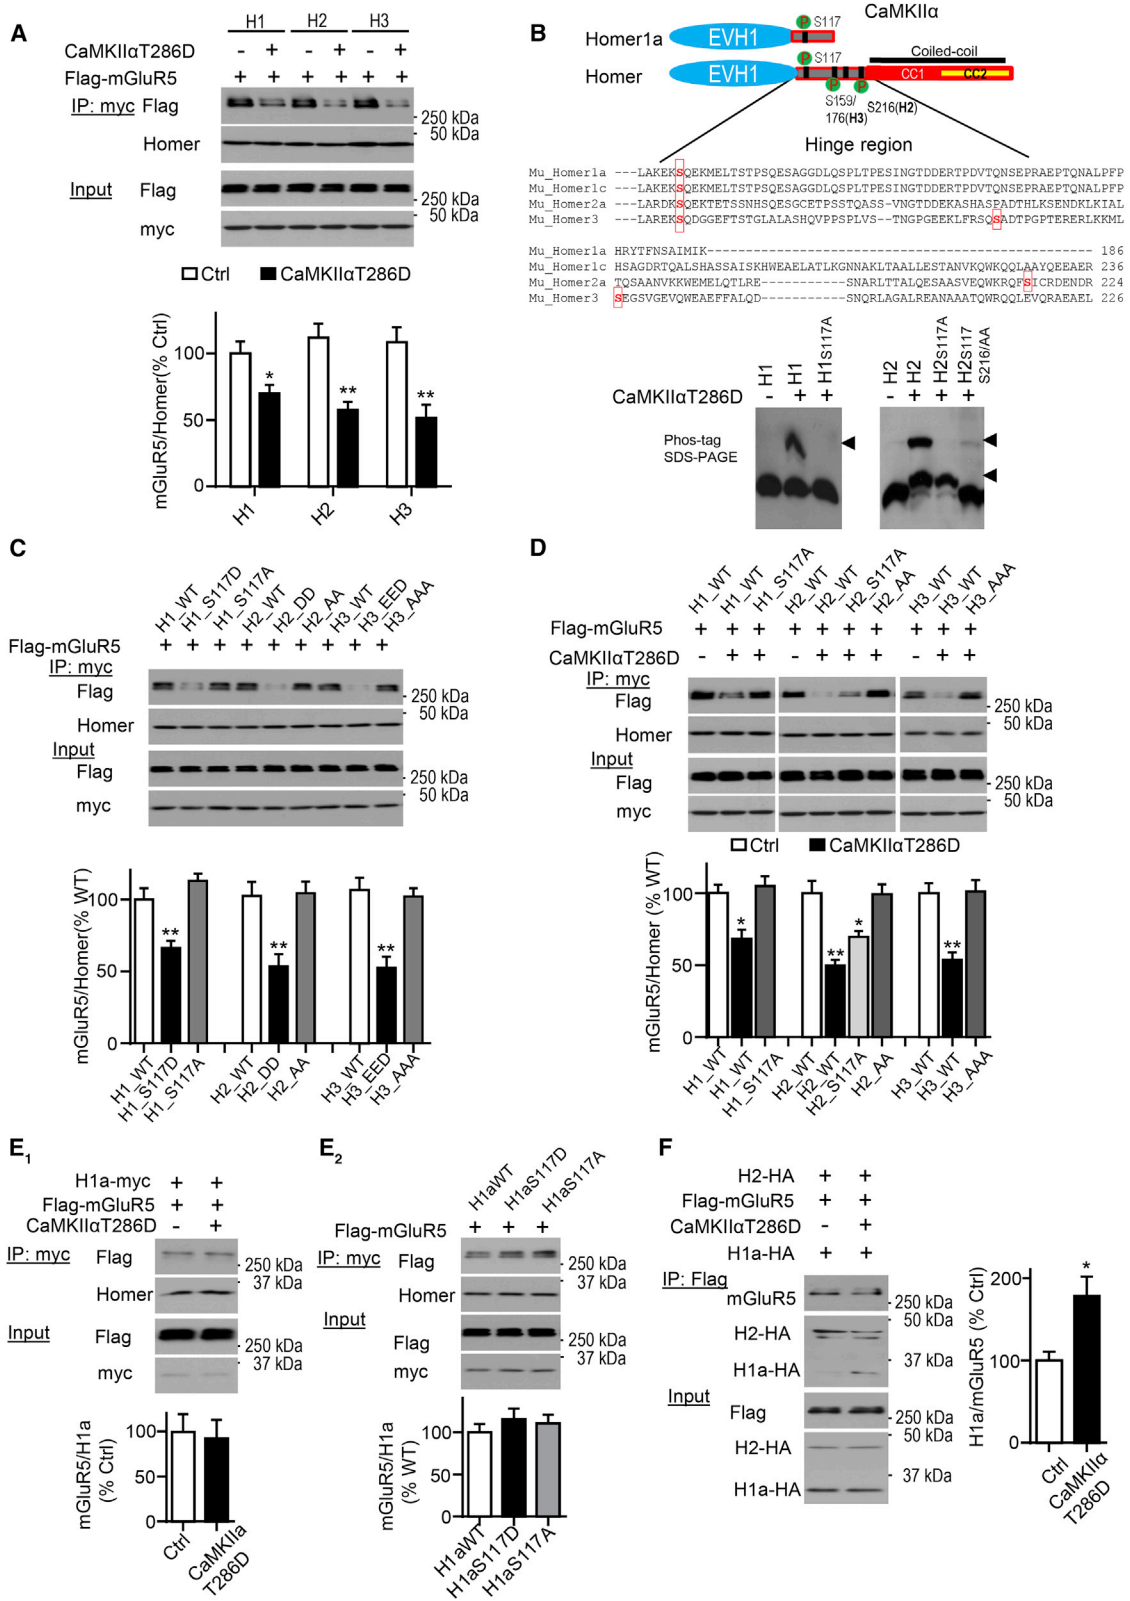 A
H1 H2 H3
CaMKIIαT286D - + - + - +
Flag-mGluR5 + + + + + +
IP: myc Flag
250 kDa
50 kDa
Homer
Input Flag
250 kDa
50 kDa
myc
Ctrl CaMKIIαT286D
mGluR5/Homer(% Ctrl)
100
50
0
* ** **
H1 H2 H3
B
CaMKIIα
P S117
Homer1a EVH1
P S117
Coiled-coil
Homer EVH1 CC1 CC2
P P
S159/
176(H3)
S216(H2)
Hinge region
Mu_Homer1a ---LAKEKSQEKMELTSTPSQESAGGDLQSPLTPESINGTDDERTPDVTQNSEPRAEPTQNALPFP
Mu_Homer1c ---LAKEKSQEKMELTSTPSQESAGGDLQSPLTPESINGTDDERTPDVTQNSEPRAEPTQNALPFP
Mu_Homer2a ---LARDKSQEKTETSSNHSQESGCETPSSTQASS-VNGTDDEKASHASPADTHLKSENDKLKIAL
Mu_Homer3 ---LAREKSQDGGEFTSTGLALASHQVPPSPLVS--TNGPGEEKLFRSQSADTPGPTERERLKKML
Mu_Homer1a HRYTFNSAIMIK--------------------------------------------------- 186
Mu_Homer1c HSAGDRTQALSHASSAISKHWEAELATLKGNNAKLTAALLESTANVKQWKQQLAAYQEEAER 236
Mu_Homer2a TQSAANVKKWEMELQTLRE-----------SNARLTTALQESAASVEQWKRQFSICRDENDR 224
Mu_Homer3 SEGSVGEVQWEAEFFALQD-----------SNQRLAGALREANAAATQWRQQLEVQRAEAEL 226
H1 H1 H1S117A
H2 H2 H2S117A H2S117 S216/AA
CaMKIIαT286D - + + - + + +
Phos-tag
SDS-PAGE
C
H1_WT H1_S117D H1_S117A H2_WT H2_DD H2_AA H3_WT H3_EED H3_AAA
Flag-mGluR5 + + + + + + + + +
IP: myc
Flag
250 kDa
50 kDa
Homer
Input
Flag
250 kDa
50 kDa
myc
mGluR5/Homer(% WT)
100
50
0
** ** **
H1_WT H1_S117D H1_S117A H2_WT H2_DD H2_AA H3_WT H3_EED H3_AAA
D
H1_WT H1_WT H1_S117A H2_WT H2_WT H2_S117A H2_AA H3_WT H3_WT H3_AAA
Flag-mGluR5 + + + + + + + + + +
CaMKIIαT286D - + + - + + + - + +
IP: myc
Flag
250 kDa
50 kDa
Homer
Input
Flag
250 kDa
50 kDa
myc
Ctrl CaMKIIαT286D
mGluR5/Homer (% WT)
100
50
0
* ** * **
H1_WT H1_WT H1_S117A H2_WT H2_WT H2_S117A H2_AA H3_WT H3_WT H3_AAA
E1
H1a-myc + +
Flag-mGluR5 + +
CaMKIIαT286D - +
IP: myc Flag
250 kDa
37 kDa
Homer
Input Flag
250 kDa
37 kDa
myc
mGluR5/H1a
(% Ctrl)
100
50
0
Ctrl CaMKIIa
T286D
E2
H1aWT H1aS117D H1aS117A
Flag-mGluR5 + + +
IP: myc Flag
250 kDa
37 kDa
Homer
Input
Flag
250 kDa
37 kDa
myc
mGluR5/H1a
(% WT)
100
50
0
H1aWT H1aS117D H1aS117A
F
H2-HA + +
Flag-mGluR5 + +
CaMKIIαT286D - +
H1a-HA + +
IP: Flag
mGluR5
250 kDa
50 kDa
H2-HA
37 kDa
H1a-HA
Input
Flag
250 kDa
50 kDa
H2-HA
37 kDa
H1a-HA
H1a/mGluR5 (% Ctrl)
200
100
0
*
Ctrl CaMKIIα
T286D